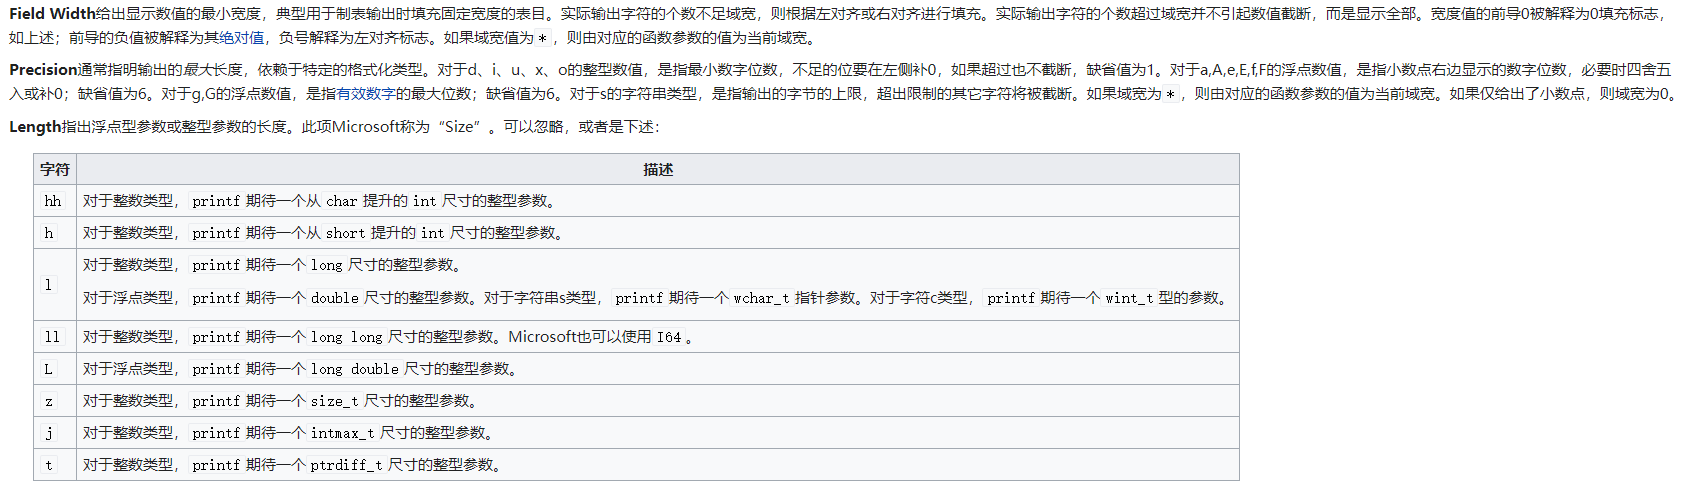 Field Width给出显示数值的最小宽度，典型用于制表输出时填充固定宽度的表目。实际输出字符的个数不足域宽，则根据左对齐或右对齐进行填充。实际输出字符的个数超过域宽并不引起数值截断，而是显示全部。宽度值的前导0被解释为0填充标志，
如上述；前导的负值被解释为其绝对值，负号解释为左对齐标志。如果域宽值为 * ，则由对应的函数参数的值为当前域宽。
Precision通常指明输出的最大长度，依赖于特定的格式化类型。对于d、i、u、x、o的整型数值，是指最小数字位数，不足的位要在左侧补0，如果超过也不截断，缺省值为1。对于a,A,e,E,f,F的浮点数值，是指小数点右边显示的数字位数，必要时四舍五
入或补0；缺省值为6。对于g,G的浮点数值，是指有效数字的最大位数；缺省值为6。对于s的字符串类型，是指输出的字节的上限，超出限制的其它字符将被截断。如果域宽为 * ，则由对应的函数参数的值为当前域宽。如果仅给出了小数点，则域宽为0。
Length指出浮点型参数或整型参数的长度。此项Microsoft称为“Size”。可以忽略，或者是下述：
字符 描述
hh 对于整数类型， printf 期待一个从 char 提升的 int 尺寸的整型参数。
h 对于整数类型， printf 期待一个从 short 提升的 int 尺寸的整型参数。
l 对于整数类型， printf 期待一个 long 尺寸的整型参数。
对于浮点类型， printf 期待一个 double 尺寸的整型参数。对于字符串s类型， printf 期待一个 wchar_t 指针参数。对于字符c类型， printf 期待一个 wint_t 型的参数。
ll 对于整数类型， printf 期待一个 long long 尺寸的整型参数。Microsoft也可以使用 I64 。
L 对于浮点类型， printf 期待一个 long double 尺寸的整型参数。
z 对于整数类型， printf 期待一个 size_t 尺寸的整型参数。
j 对于整数类型， printf 期待一个 intmax_t 尺寸的整型参数。
t 对于整数类型， printf 期待一个 ptrdiff_t 尺寸的整型参数。